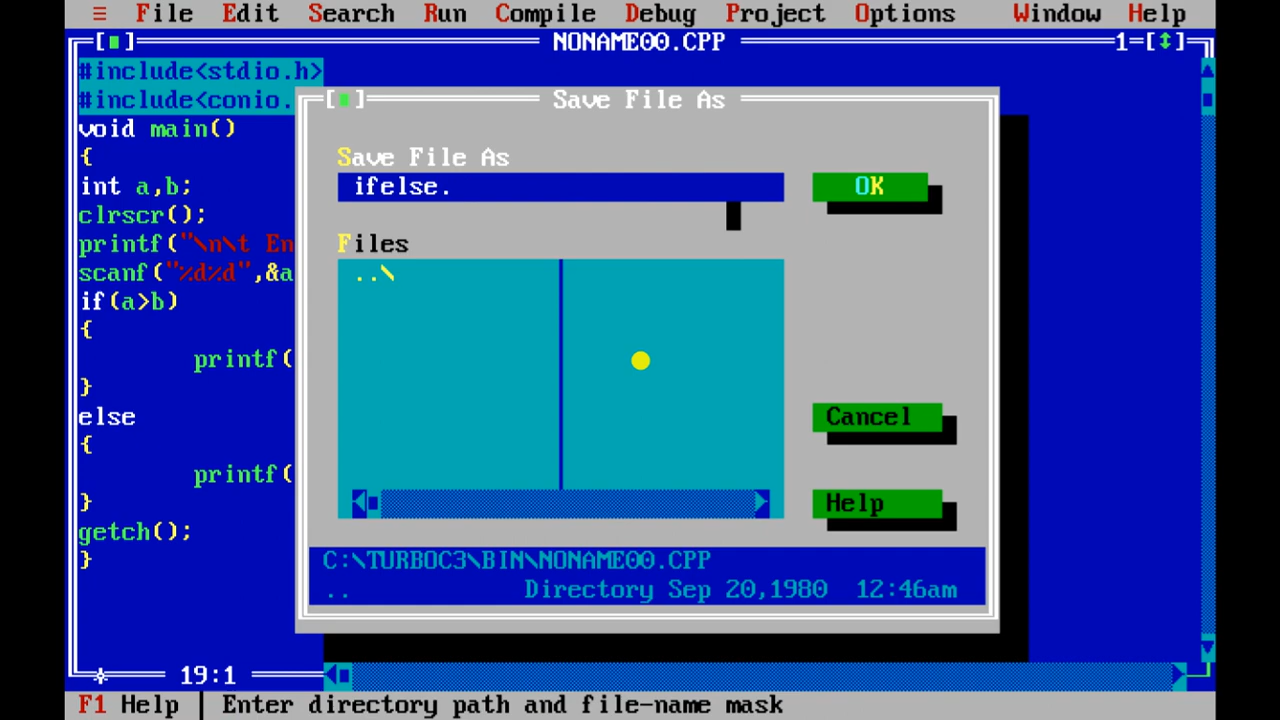 ≡ File Edit Search Run Compile Debug Project Options Window Help
NONAME00.CPP 1
#include<stdio.h>
#include<conio.
void main()
{
int a,b;
clrscr();
printf("\n\t En
scanf("%d%d",&a
if(a>b)
{
printf(
}
else
{
printf(
}
getch();
}
19:1
Save File As
Save File As
ifelse.
OK
Files
..\
Cancel
Help
C:\TURBOC3\BIN\NONAME00.CPP
.. Directory Sep 20,1980 12:46am
F1 Help │ Enter directory path and file-name mask